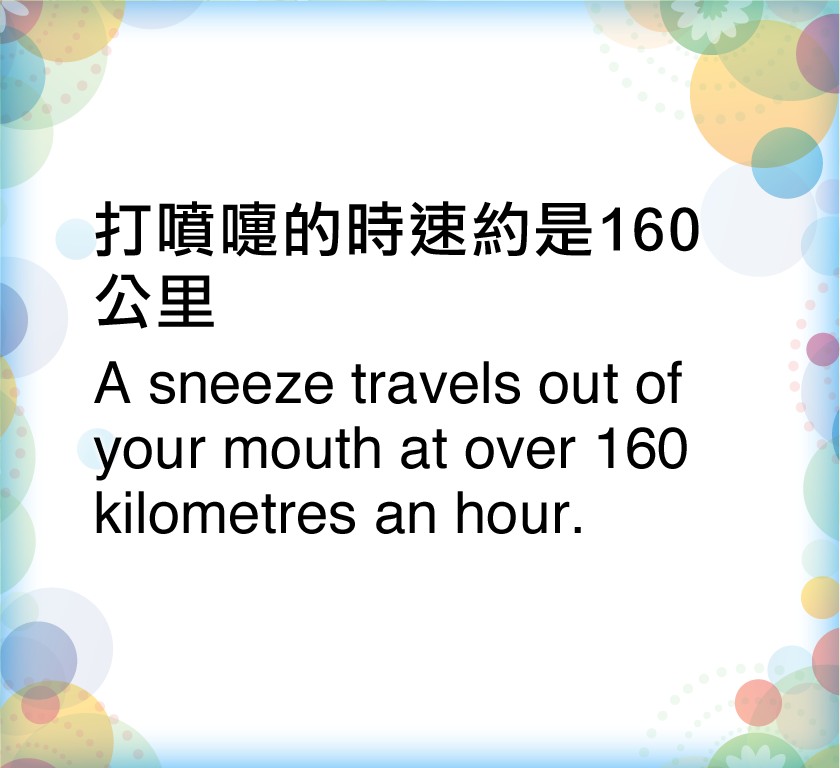 打噴嚏的時速約是160
公里
A sneeze travels out of
your mouth at over 160
kilometres an hour.